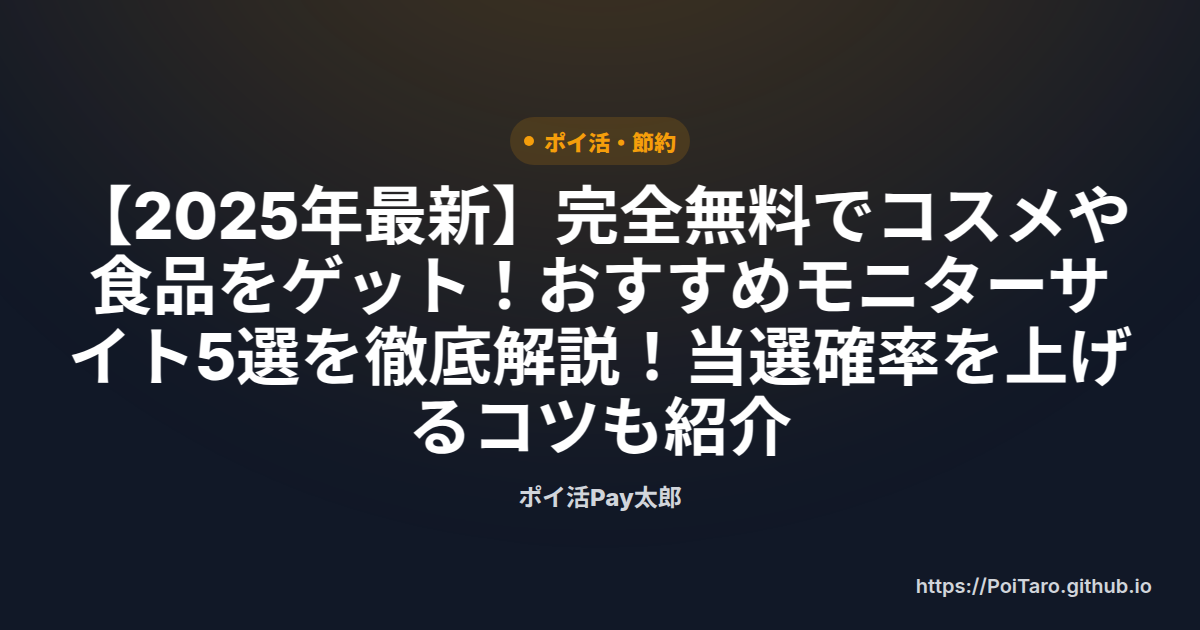 ポイ活・節約
【2025年最新】完全無料でコスメや
食品をゲット！おすすめモニターサ
イト5選を徹底解説！当選確率を上げ
るコツも紹介
ポイ活Pay太郎
https://PoiTaro.github.io